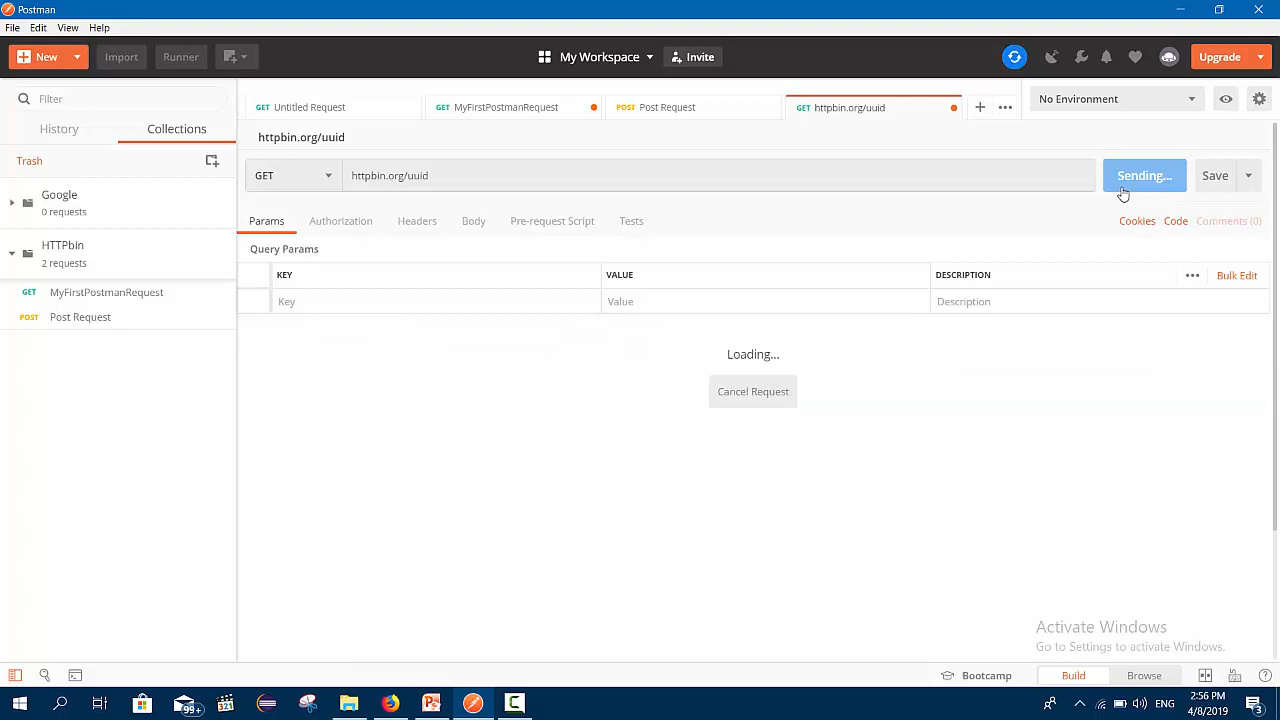 Postman
File Edit View Help
New Import Runner My Workspace Invite Upgrade
Filter
History Collections
Trash
Google
0 requests
HTTPbin
2 requests
GET MyFirstPostmanRequest
POST Post Request
GET Untitled Request GET MyFirstPostmanRequest POST Post Request GET httpbin.org/uuid + ••• No Environment
httpbin.org/uuid
GET httpbin.org/uuid Sending... Save
Params Authorization Headers Body Pre-request Script Tests Cookies Code Comments (0)
Query Params
KEY VALUE DESCRIPTION ••• Bulk Edit
Key Value Description
Loading...
Cancel Request
Activate Windows
Go to Settings to activate Windows.
Bootcamp Build Browse
99+ 321 ENG 2:56 PM
4/8/2019 3